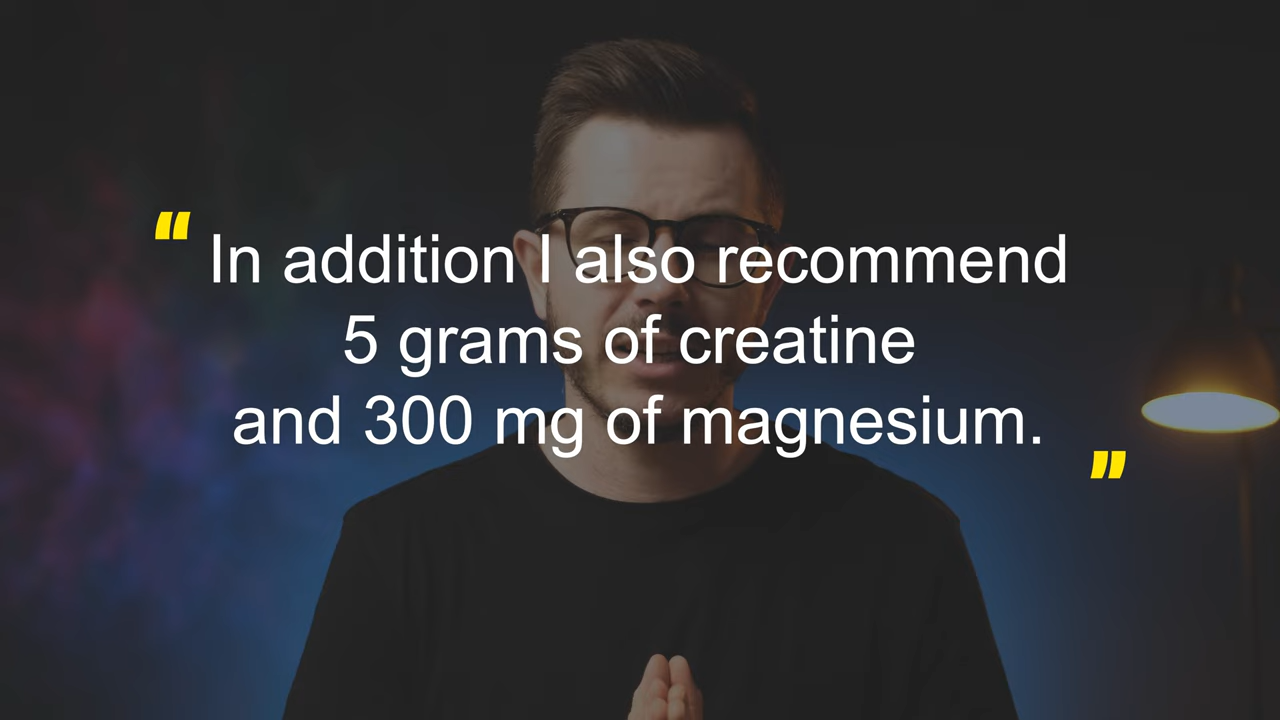 " In addition I also recommend
5 grams of creatine
and 300 mg of magnesium. "